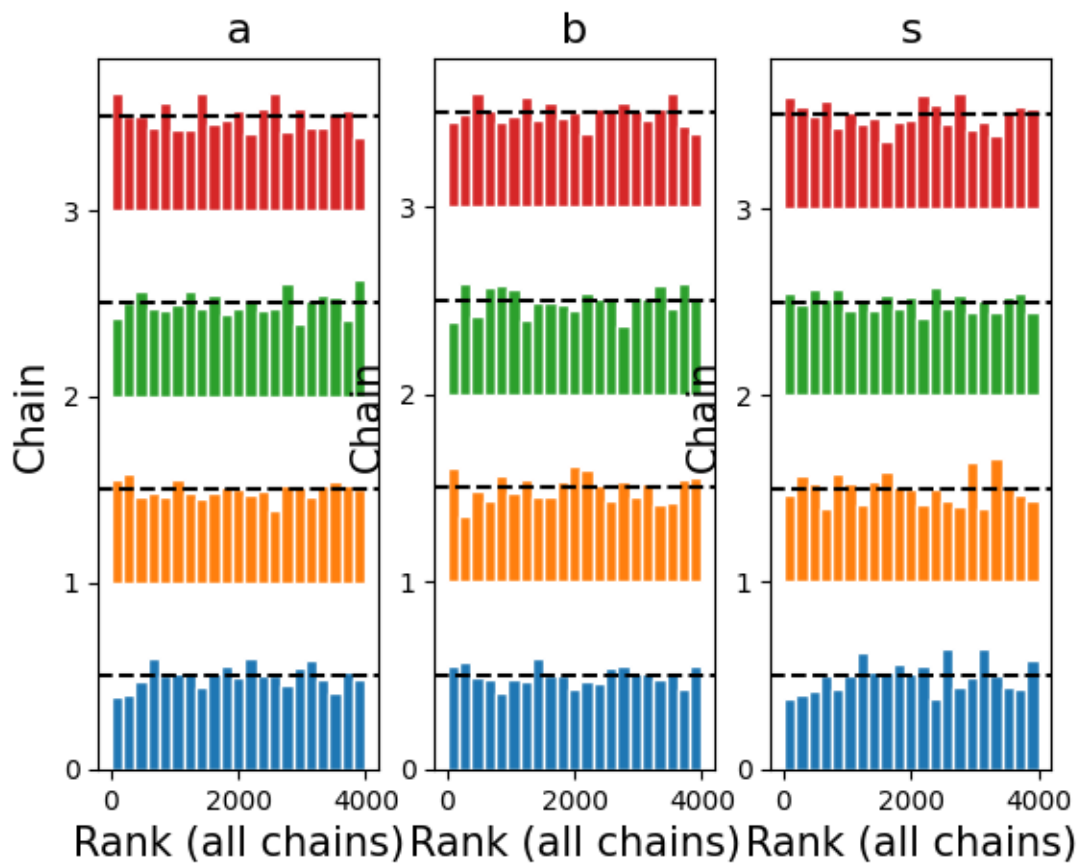 a b s
Chain Chain Chain
3 3 3
2 2 2
1 1 1
0 0 0
0 2000 4000 0 2000 4000 0 2000 4000
Rank (all chains) Rank (all chains) Rank (all chains)